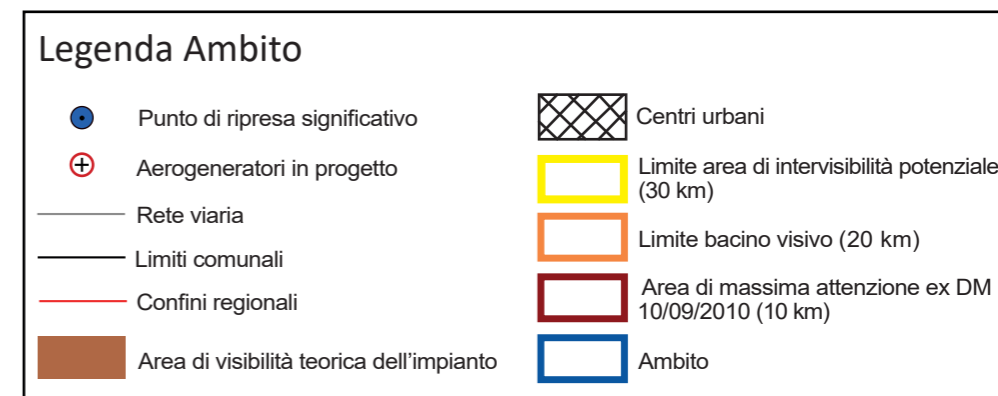 Legenda Ambito
Punto di ripresa significativo
Aerogeneratori in progetto
Rete viaria
Limiti comunali
Confini regionali
Area di visibilità teorica dell'impianto
Centri urbani
Limite area di intervisibilità potenziale
(30 km)
Limite bacino visivo (20 km)
Area di massima attenzione ex DM
10/09/2010 (10 km)
Ambito